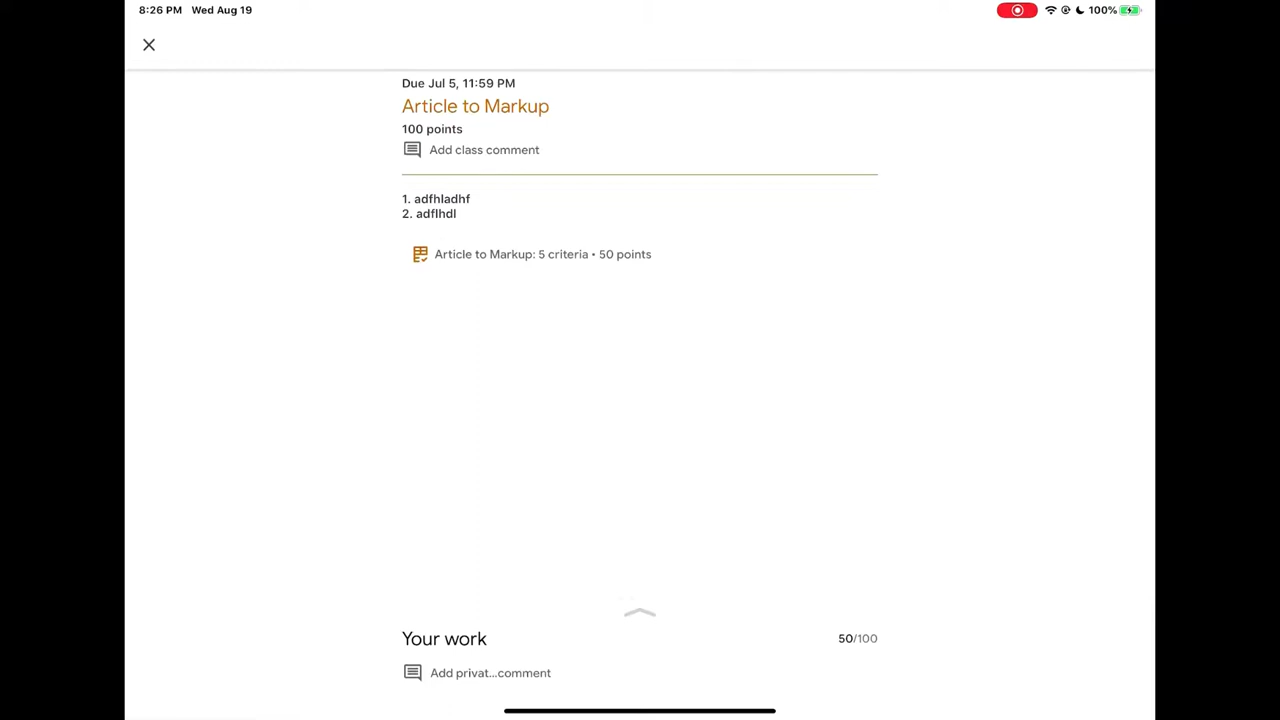 8:26 PM Wed Aug 19 100%
Due Jul 5, 11:59 PM
Article to Markup
100 points
Add class comment
1. adfhladhf
2. adflhdl
Article to Markup: 5 criteria • 50 points
Your work 50/100
Add privat...comment